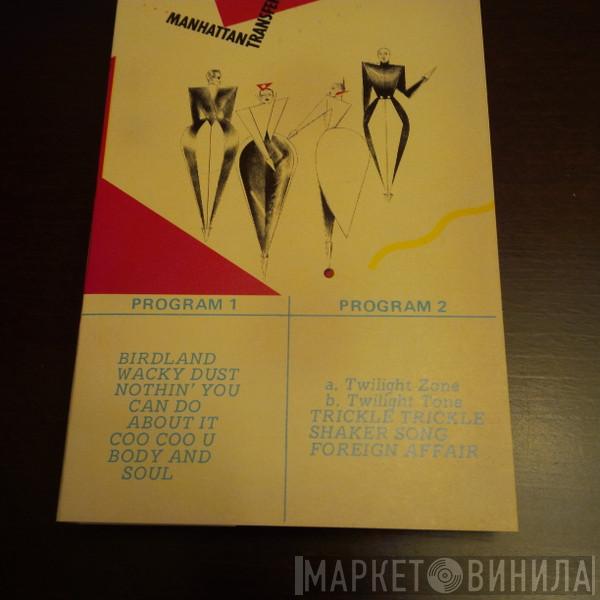 MANHATTAN
TRANSFER
PROGRAM 1
BIRDLAND
WACKY DUST
NOTHIN' YOU
CAN DO
ABOUT IT
COO COO U
BODY AND
SOUL
PROGRAM 2
a. Twilight Zone
b. Twilight Tone
TRICKLE TRICKLE
SHAKER SONG
FOREIGN AFFAIR
МАРКЕТ ВИНИЛА